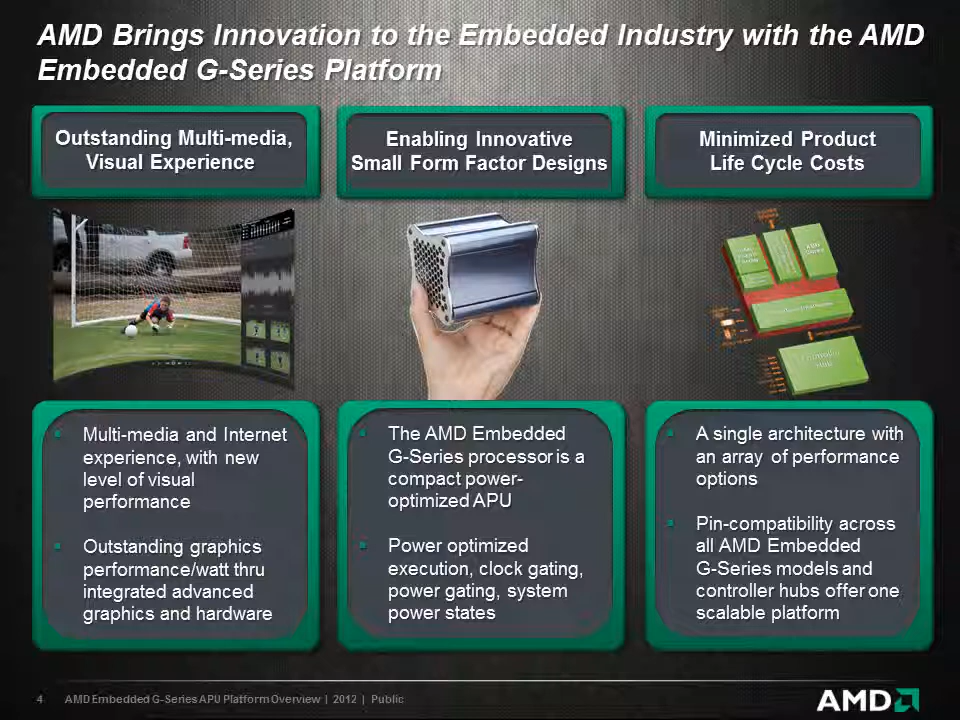 AMD Brings Innovation to the Embedded Industry with the AMD
Embedded G-Series Platform
Outstanding Multi-media,
Visual Experience
Enabling Innovative
Small Form Factor Designs
Minimized Product
Life Cycle Costs
Multi-media and Internet
experience, with new
level of visual
performance
Outstanding graphics
performance/watt thru
integrated advanced
graphics and hardware
The AMD Embedded
G-Series processor is a
compact power-
optimized APU
Power optimized
execution, clock gating,
power gating, system
power states
A single architecture with
an array of performance
options
Pin-compatibility across
all AMD Embedded
G-Series models and
controller hubs offer one
scalable platform
4 AMD Embedded G-Series APU Platform Overview | 2012 | Public
AMD